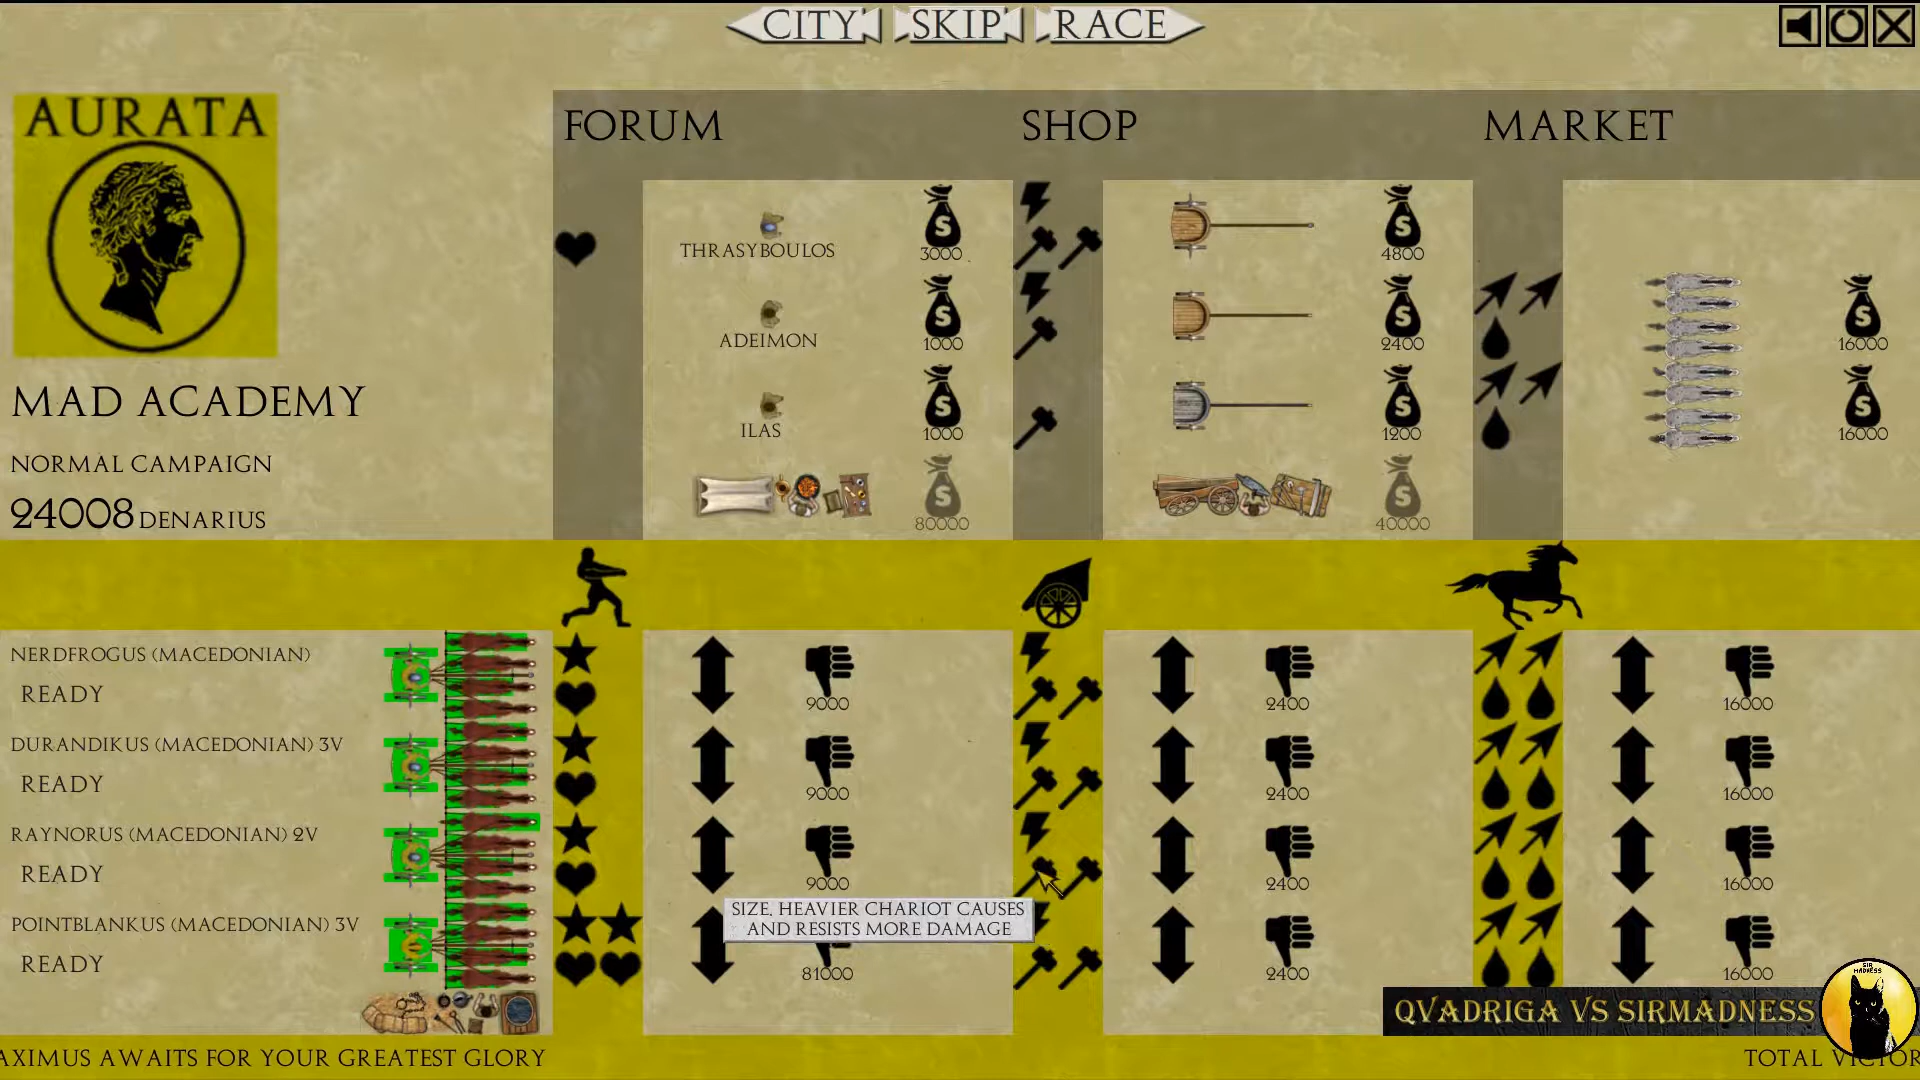 CITY SKIP RACE
AURATA
MAD ACADEMY
NORMAL CAMPAIGN
24008 DENARIUS
FORUM
THRASYBOULOS
S
3000
ADEIMON
S
1000
ILAS
S
1000
S
80000
SHOP
S
4800
S
2400
S
1200
S
40000
MARKET
S
16000
S
16000
NERDFROGUS (MACEDONIAN)
READY
9000
2400
16000
DURANDIKUS (MACEDONIAN) 3V
READY
9000
2400
16000
RAYNORUS (MACEDONIAN) 2V
READY
9000
2400
16000
SIZE, HEAVIER CHARIOT CAUSES
AND RESISTS MORE DAMAGE
POINTBLANKUS (MACEDONIAN) 3V
READY
81000
2400
16000
QVADRIGA VS SIRMADNESS
SIR
MADNESS
AXIMUS AWAITS FOR YOUR GREATEST GLORY
TOTAL